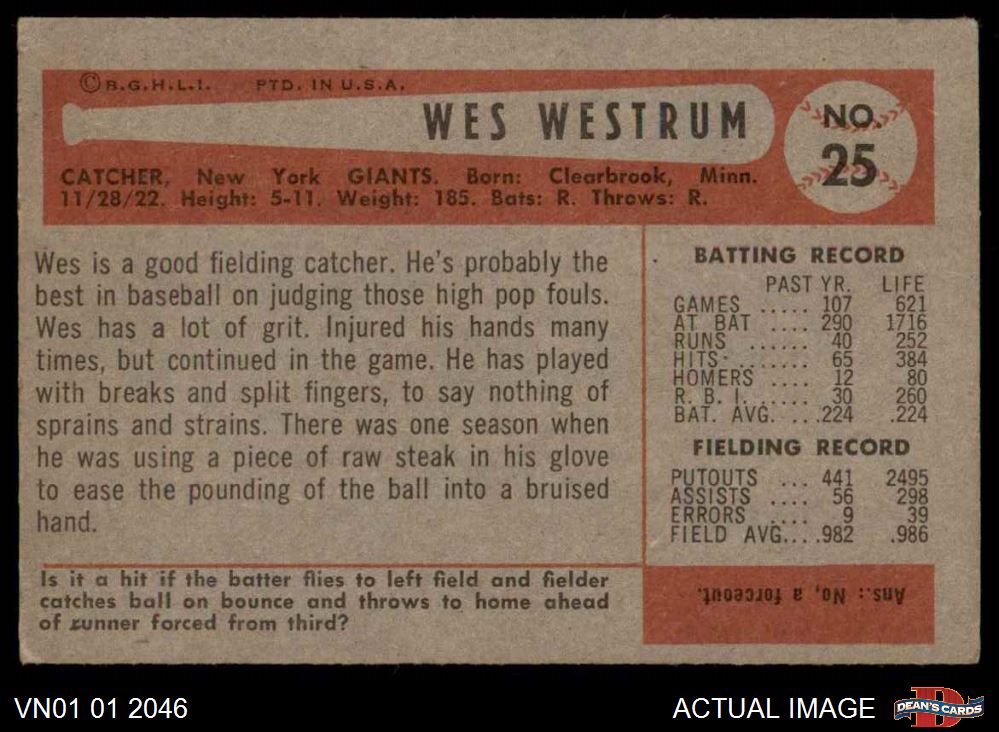 ©B.G.H.L.I. PTD. IN U.S.A.
WES WESTRUM
NO.
25
CATCHER, New York GIANTS. Born: Clearbrook, Minn.
11/28/22. Height: 5-11. Weight: 185. Bats: R. Throws: R.
Wes is a good fielding catcher. He's probably the
best in baseball on judging those high pop fouls.
Wes has a lot of grit. Injured his hands many
times, but continued in the game. He has played
with breaks and split fingers, to say nothing of
sprains and strains. There was one season when
he was using a piece of raw steak in his glove
to ease the pounding of the ball into a bruised
hand.
Is it a hit if the batter flies to left field and fielder
catches ball on bounce and throws to home ahead
of runner forced from third?
BATTING RECORD
PAST YR. LIFE
GAMES ..... 107 621
AT BAT .... 290 1716
RUNS ...... 40 252
HITS ....... 65 384
HOMERS .... 12 80
R. B. I. ..... 30 260
BAT. AVG. ... .224 .224
FIELDING RECORD
PUTOUTS ... 441 2495
ASSISTS .... 56 298
ERRORS .... 9 39
FIELD AVG... .982 .986
Ans.: No, a forceout.
VN01 01 2046
ACTUAL IMAGE
D
DEAN'S CARDS